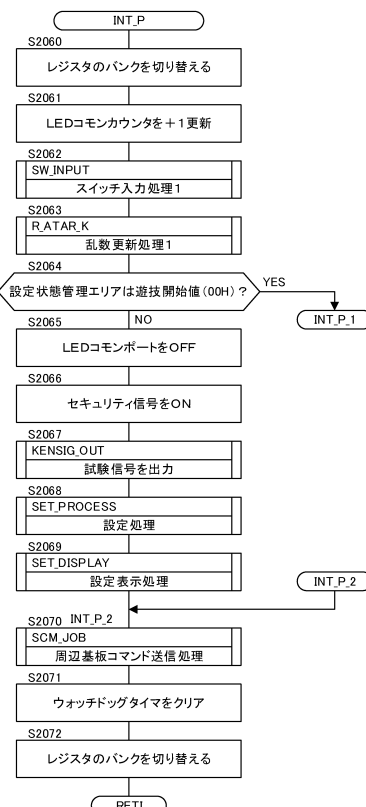 INT_P
S2060
レジスタのバンクを切り替える
S2061
LEDコモンカウンタを＋1更新
S2062
SW_INPUT
スイッチ入力処理1
S2063
R_ATAR_K
乱数更新処理1
S2064
設定状態管理エリアは遊技開始値(00H)？
YES
INT_P_1
NO
S2065
LEDコモンポートをOFF
S2066
セキュリティ信号をON
S2067
KENSIG_OUT
試験信号を出力
S2068
SET_PROCESS
設定処理
S2069
SET_DISPLAY
設定表示処理
INT_P_2
S2070 INT_P_2
SCM_JOB
周辺基板コマンド送信処理
S2071
ウォッチドッグタイマをクリア
S2072
レジスタのバンクを切り替える
RETI